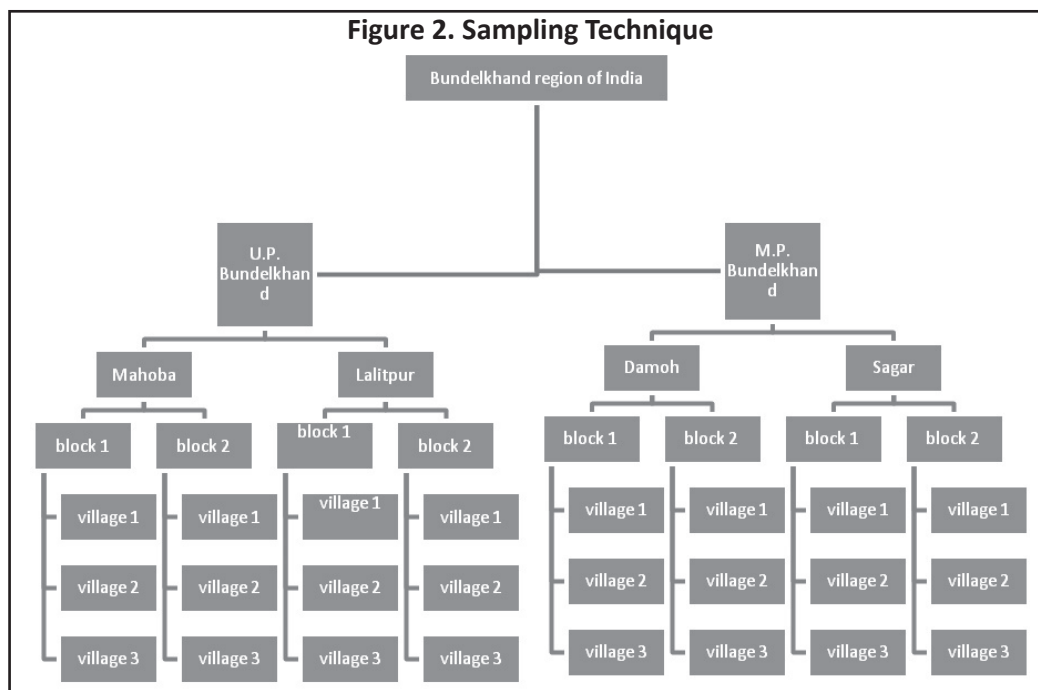 Figure 2. Sampling Technique
Bundelkhand region of India
U.P.
Bundelkhan
d
M.P.
Bundelkhan
d
Mahoba
Lalitpur
Damoh
Sagar
block 1
block 2
block 1
block 2
block 1
block 2
block 1
block 2
village 1
village 1
village 1
village 1
village 1
village 1
village 1
village 1
village 2
village 2
village 2
village 2
village 2
village 2
village 2
village 2
village 3
village 3
village 3
village 3
village 3
village 3
village 3
village 3